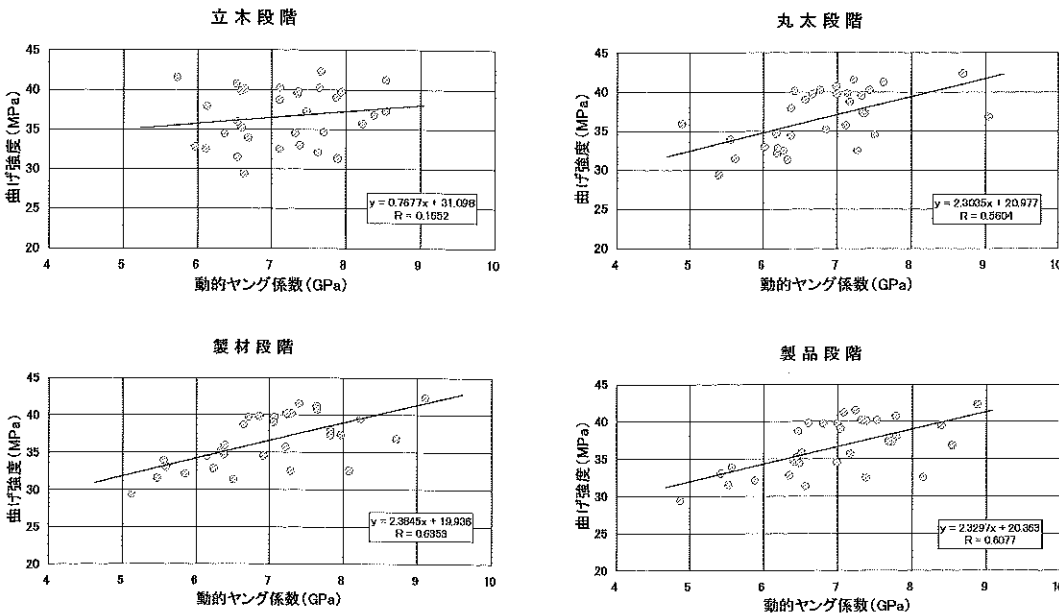 立木段階
45
40
35
30
25
20
曲げ強度(MPa)
y = 0.7677x + 31.098
R = 0.1652
4 5 6 7 8 9 10
動的ヤング係数(GPa)
丸太段階
45
40
35
30
25
20
曲げ強度(MPa)
y = 2.3035x + 20.977
R = 0.5604
4 5 6 7 8 9 10
動的ヤング係数(GPa)
製材段階
45
40
35
30
25
20
曲げ強度(MPa)
y = 2.3845x + 19.936
R = 0.6353
4 5 6 7 8 9 10
動的ヤング係数(GPa)
製品段階
45
40
35
30
25
20
曲げ強度(MPa)
y = 2.3297x + 20.363
R = 0.6077
4 5 6 7 8 9 10
動的ヤング係数(GPa)